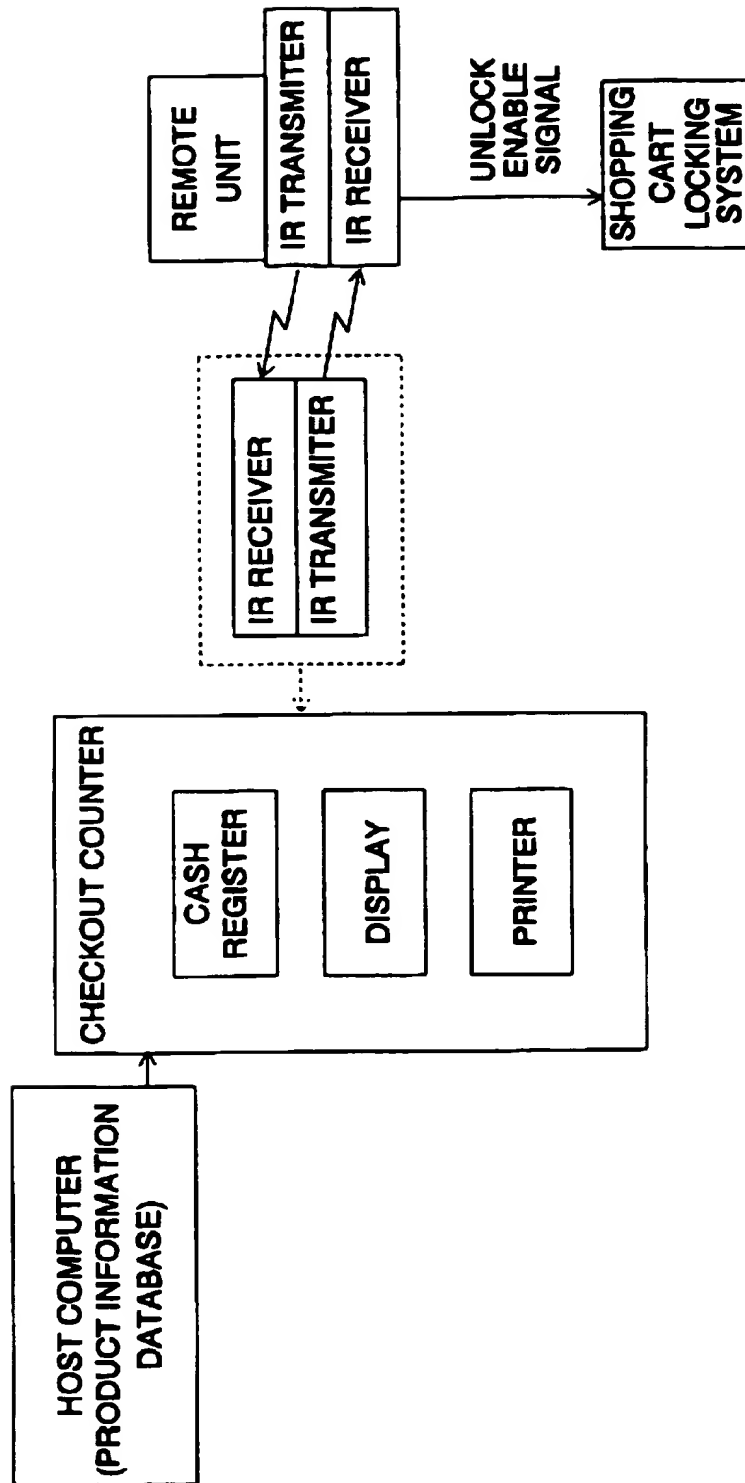 HOST COMPUTER
(PRODUCT INFORMATION
DATABASE)
CHECKOUT COUNTER
CASH
REGISTER
DISPLAY
PRINTER
IR RECEIVER
IR TRANSMITER
REMOTE
UNIT
IR TRANSMITER
IR RECEIVER
UNLOCK
ENABLE
SIGNAL
SHOPPING
CART
LOCKING
SYSTEM